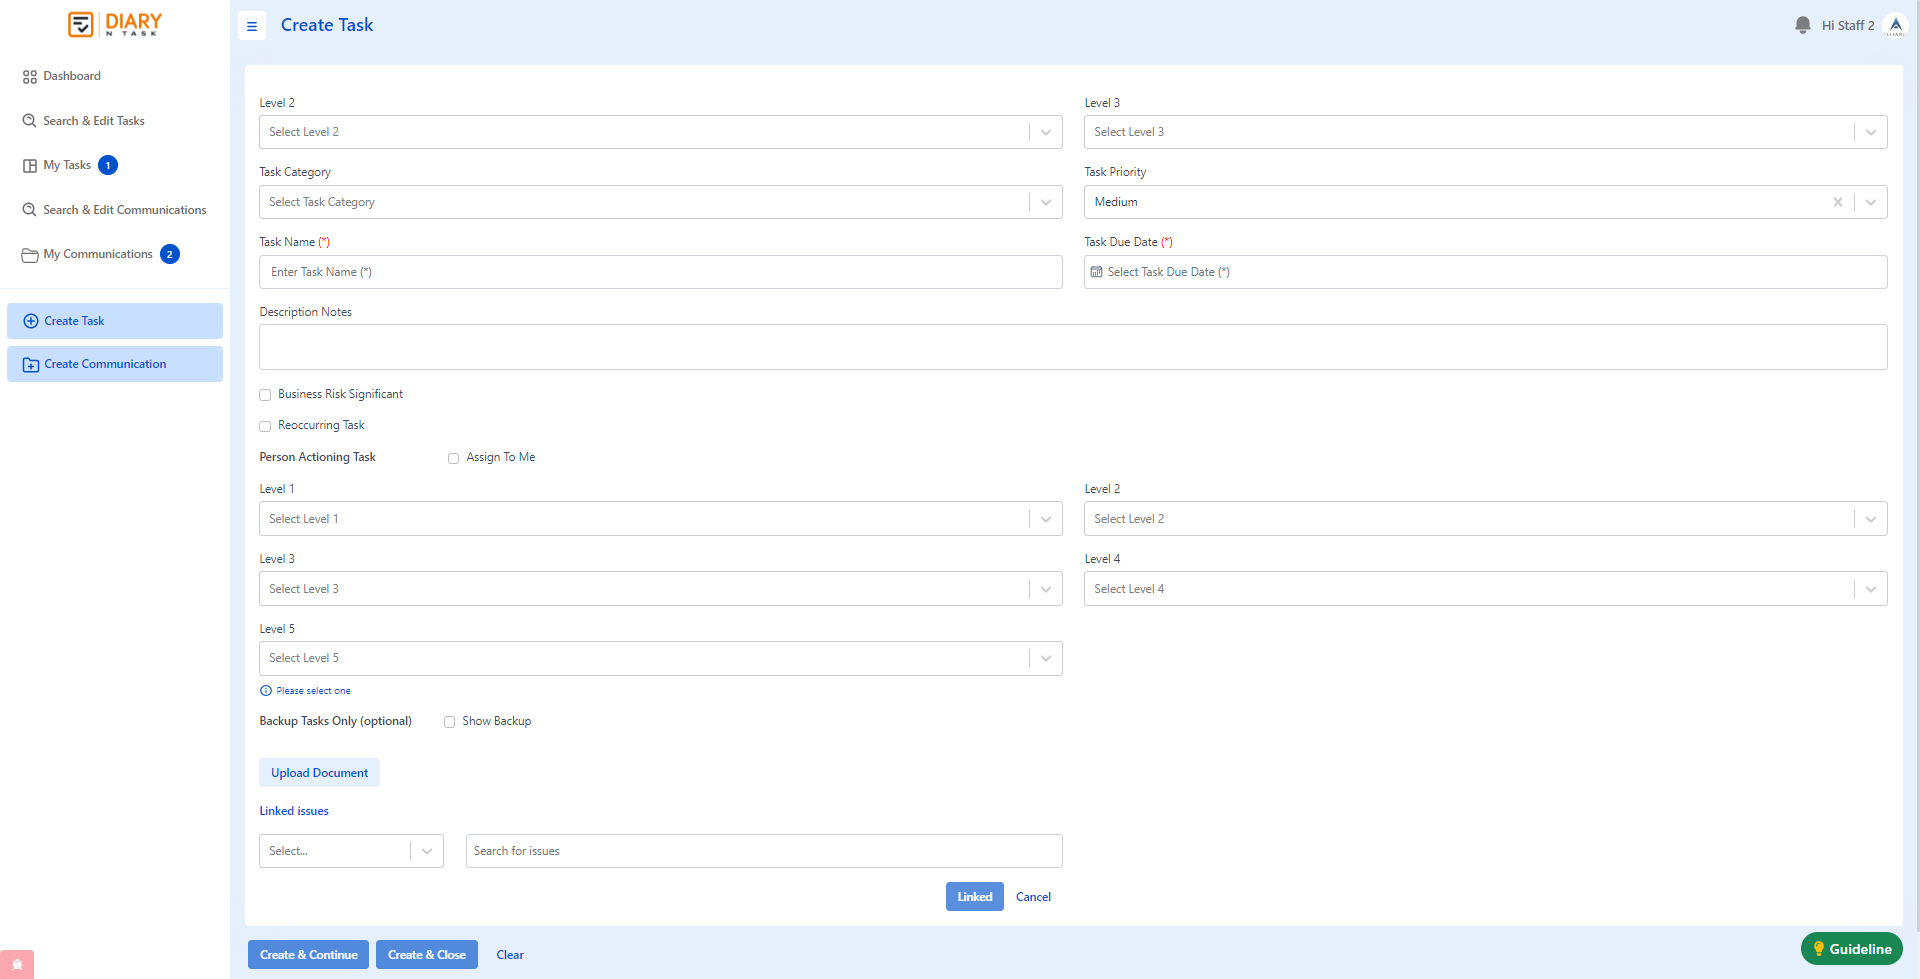 DIARY
N TASK
Create Task
Hi Staff 2
Dashboard
Search & Edit Tasks
My Tasks 1
Search & Edit Communications
My Communications 2
Create Task
Create Communication
Level 2
Level 3
Select Level 2
Select Level 3
Task Category
Task Priority
Select Task Category
Medium
Task Name (*)
Task Due Date (*)
Enter Task Name (*)
Select Task Due Date (*)
Description Notes
Business Risk Significant
Reoccurring Task
Person Actioning Task
Assign To Me
Level 1
Level 2
Select Level 1
Select Level 2
Level 3
Level 4
Select Level 3
Select Level 4
Level 5
Select Level 5
Please select one
Backup Tasks Only (optional)
Show Backup
Upload Document
Linked issues
Select...
Search for issues
Linked
Cancel
Create & Continue
Create & Close
Clear
Guideline